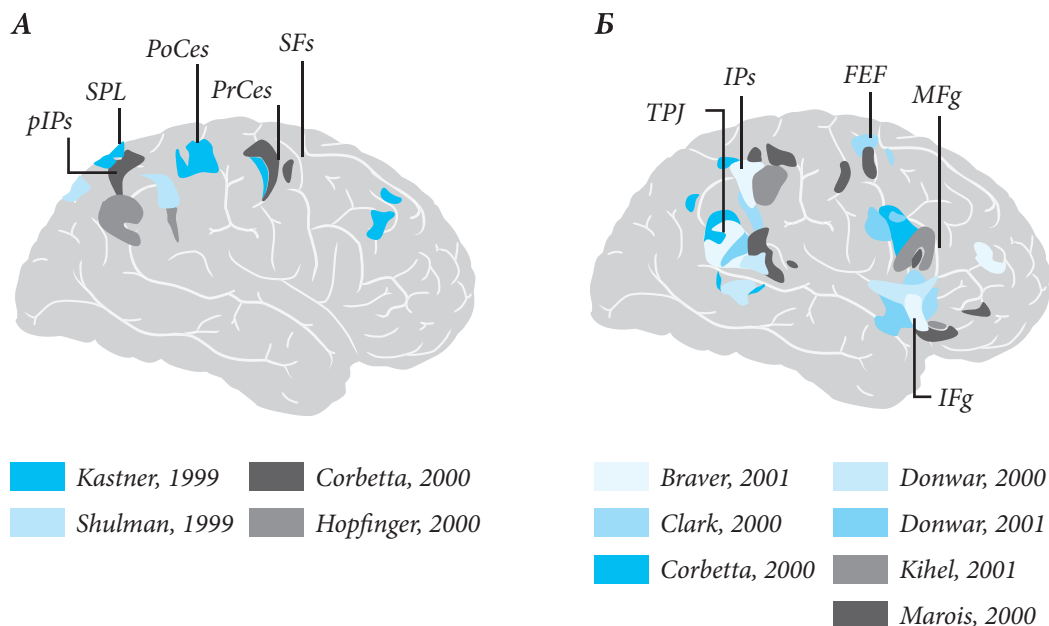 А
PoCes
SFs
SPL
PrCes
pIPs
Kastner, 1999
Shulman, 1999
Corbetta, 2000
Hopfinger, 2000
Б
IPs
FEF
MFg
TPJ
IFg
Braver, 2001
Clark, 2000
Corbetta, 2000
Donwar, 2000
Donwar, 2001
Kihel, 2001
Marois, 2000